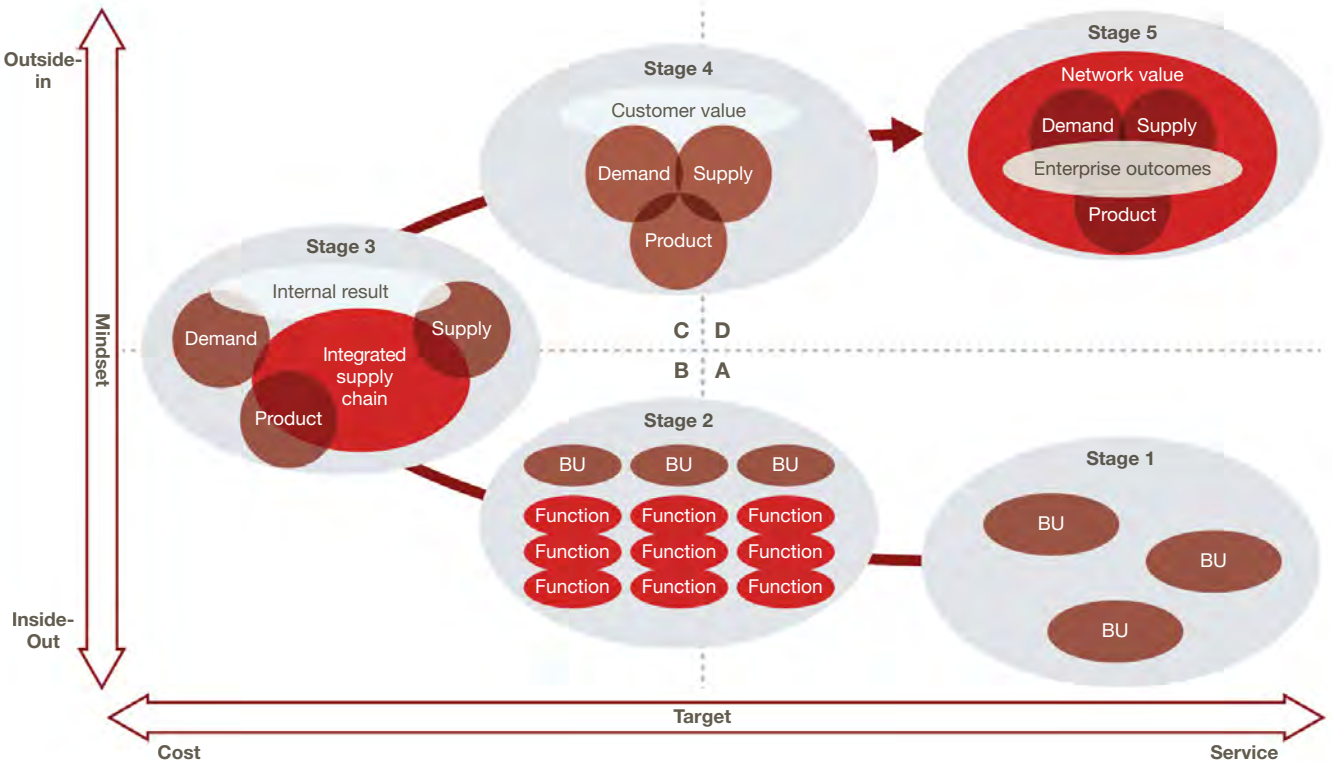 Outside-
in
Mindset
Inside-
Out
Stage 5
Network value
Demand
Supply
Enterprise outcomes
Product
Stage 4
Customer value
Demand
Supply
Product
Stage 3
Internal result
Demand
Supply
Integrated
supply
chain
Product
C
D
B
A
Stage 2
BU
BU
BU
Function
Function
Function
Function
Function
Function
Function
Function
Function
Stage 1
BU
BU
BU
Target
Cost
Service